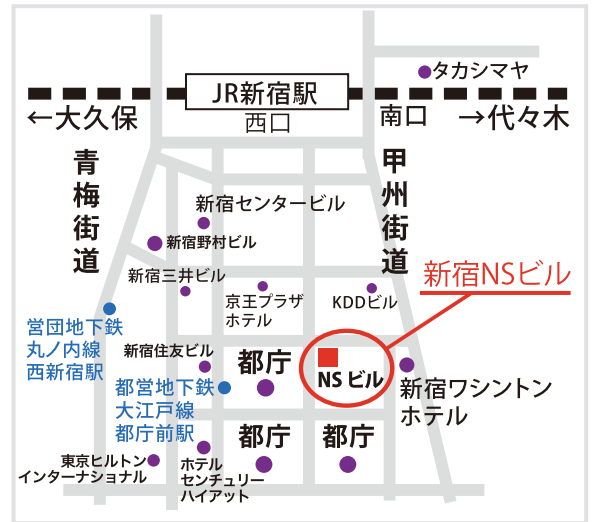 タカシマヤ
JR新宿駅
←大久保
西口
南口
→代々木
青梅街道
甲州街道
新宿センタービル
新宿野村ビル
新宿NSビル
新宿三井ビル
京王プラザ
ホテル
KDDビル
営団地下鉄
丸ノ内線
西新宿駅
新宿住友ビル
都庁
NSビル
都営地下鉄
大江戸線
都庁前駅
新宿ワシントン
ホテル
都庁
都庁
東京ヒルトン
インターナショナル
ホテル
センチュリー
ハイアット